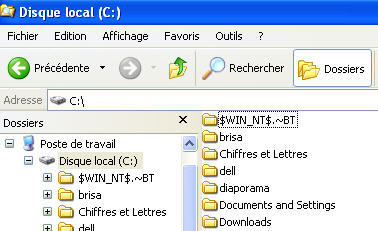 Disque local (C:)
Fichier Edition Affichage Favoris Outils ?
Précédente Rechercher Dossiers
Adresse C:\
Dossiers
Poste de travail
Disque local (C:)
$WIN_NT$.~BT
brisa
Chiffres et Lettres
dell
$WIN_NT$.~BT
brisa
Chiffres et Lettres
dell
diaporama
Documents and Settings
Downloads